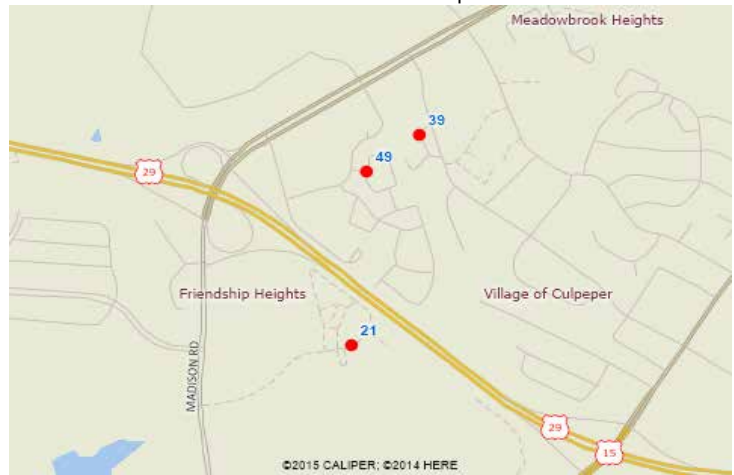 Meadowbrook Heights
39
49
29
Friendship Heights
Village of Culpeper
21
MADISON RD
29
15
©2015 CALIPER; ©2014 HERE